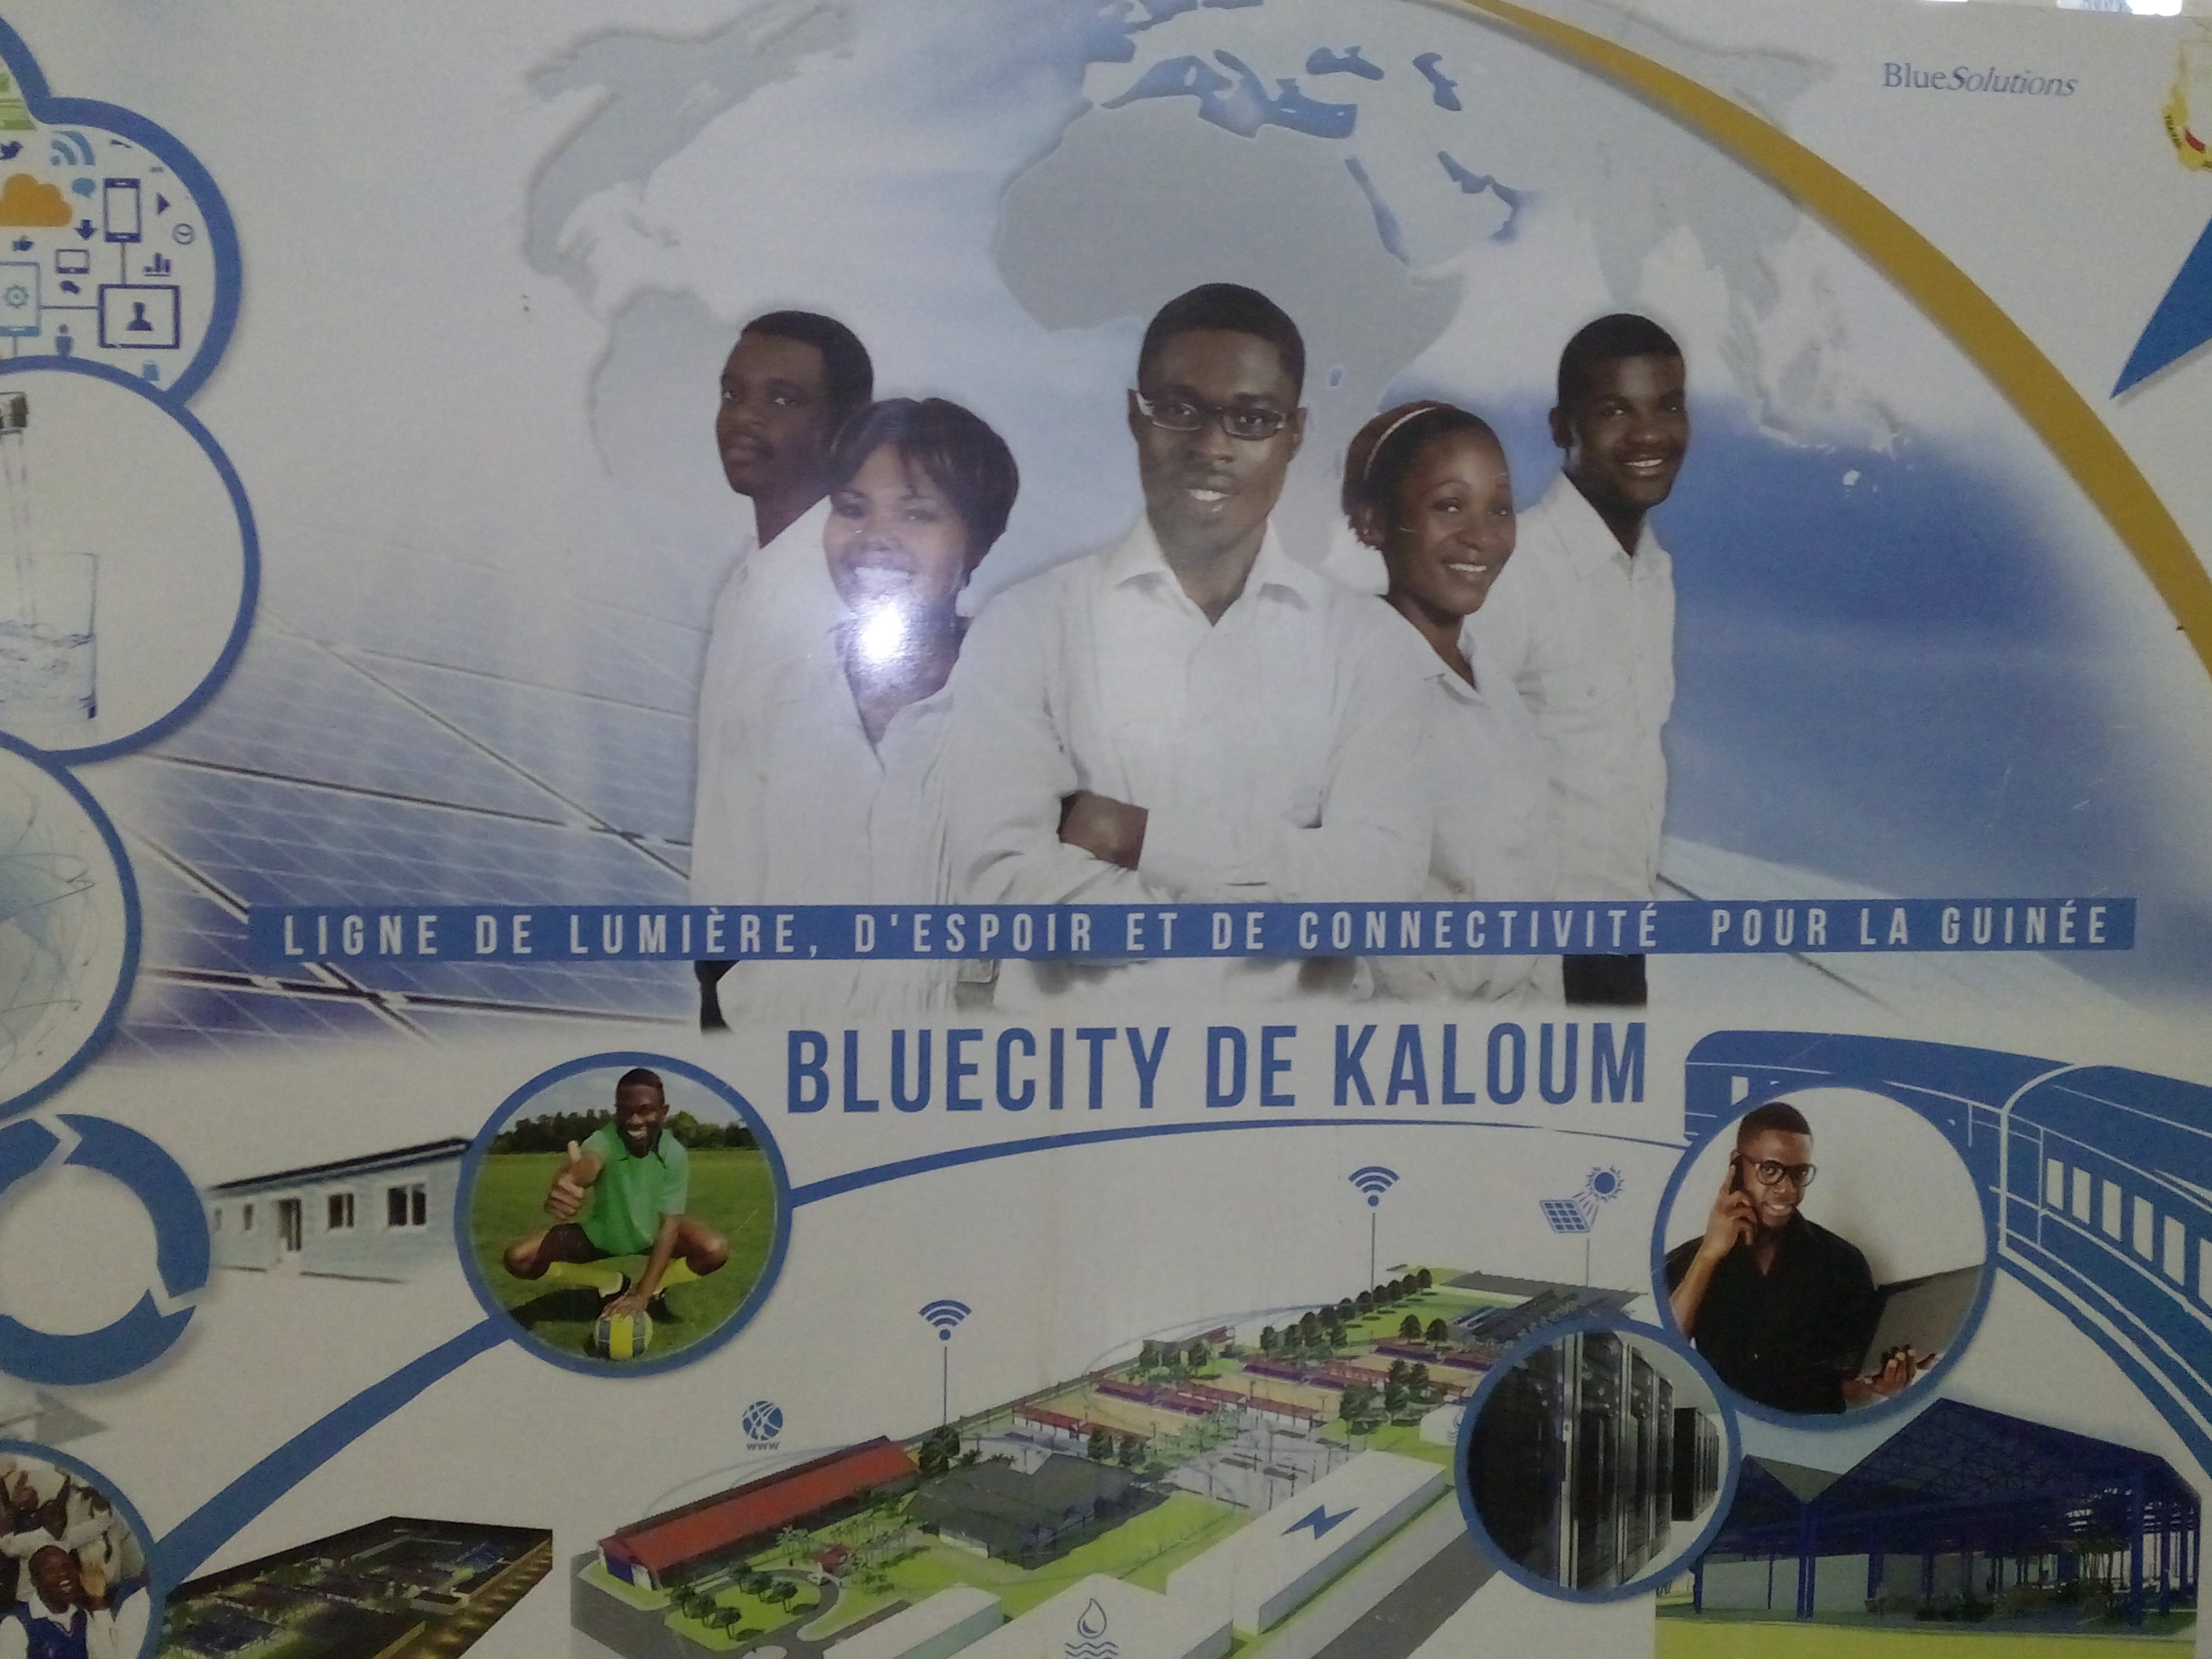 BlueSolutions
LIGNE DE LUMIÈRE, D'ESPOIR ET DE CONNECTIVITÉ POUR LA GUINÉE
BLUECITY DE KALOUM
www